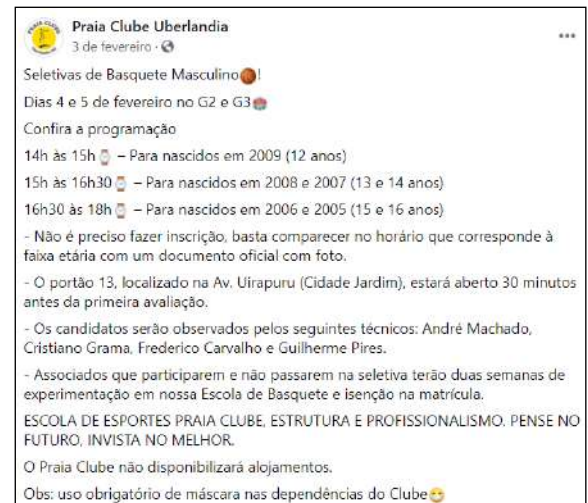 Praia Clube Uberlandia
3 de fevereiro ·
Seletivas de Basquete Masculino🏀!
Dias 4 e 5 de fevereiro no G2 e G3🏟️
Confira a programação
14h às 15h⌚ – Para nascidos em 2009 (12 anos)
15h às 16h30⌚ – Para nascidos em 2008 e 2007 (13 e 14 anos)
16h30 às 18h⌚ – Para nascidos em 2006 e 2005 (15 e 16 anos)
- Não é preciso fazer inscrição, basta comparecer no horário que corresponde à
faixa etária com um documento oficial com foto.
- O portão 13, localizado na Av. Uirapuru (Cidade Jardim), estará aberto 30 minutos
antes da primeira avaliação.
- Os candidatos serão observados pelos seguintes técnicos: André Machado,
Cristiano Grama, Frederico Carvalho e Guilherme Pires.
- Associados que participarem e não passarem na seletiva terão duas semanas de
experimentação em nossa Escola de Basquete e isenção na matrícula.
ESCOLA DE ESPORTES PRAIA CLUBE, ESTRUTURA E PROFISSIONALISMO. PENSE NO
FUTURO, INVISTA NO MELHOR.
O Praia Clube não disponibilizará alojamentos.
Obs: uso obrigatório de máscara nas dependências do Clube😷